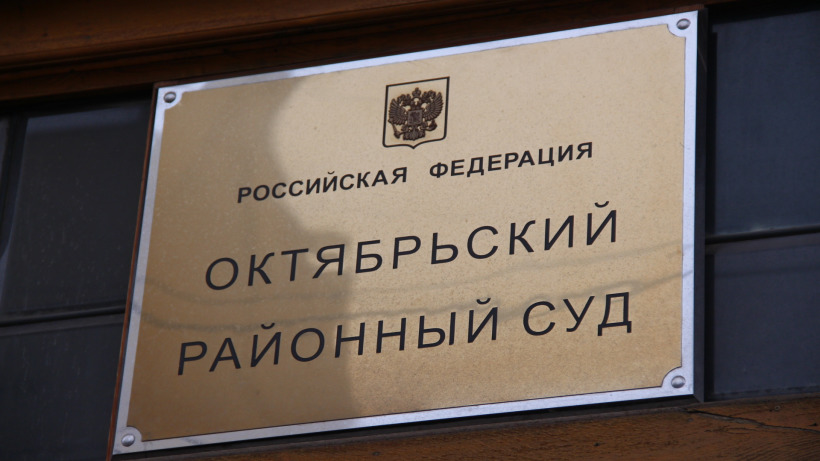 РОССИЙСКАЯ ФЕДЕРАЦИЯ
ОКТЯБРЬСКИЙ
РАЙОННЫЙ СУД